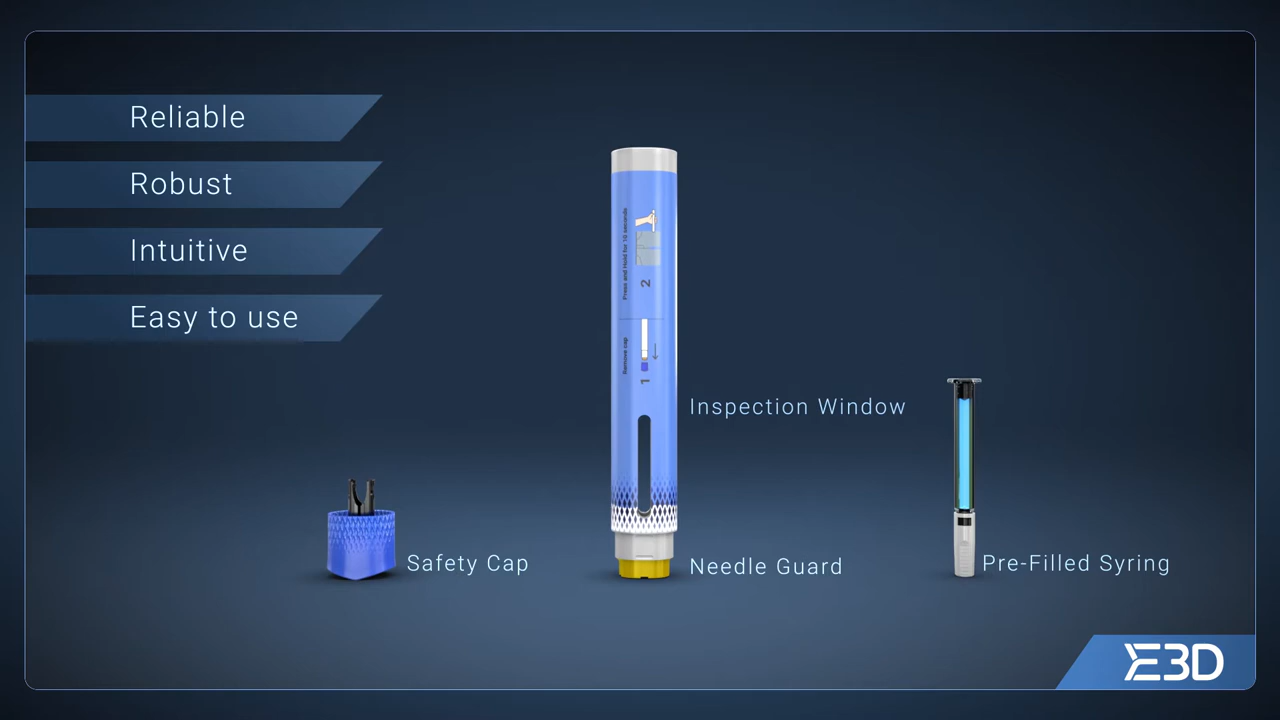 Reliable
Robust
Intuitive
Easy to use
Press and Hold for 10 seconds
2
Remove cap
1
Inspection Window
Safety Cap
Needle Guard
Pre-Filled Syring
E3D